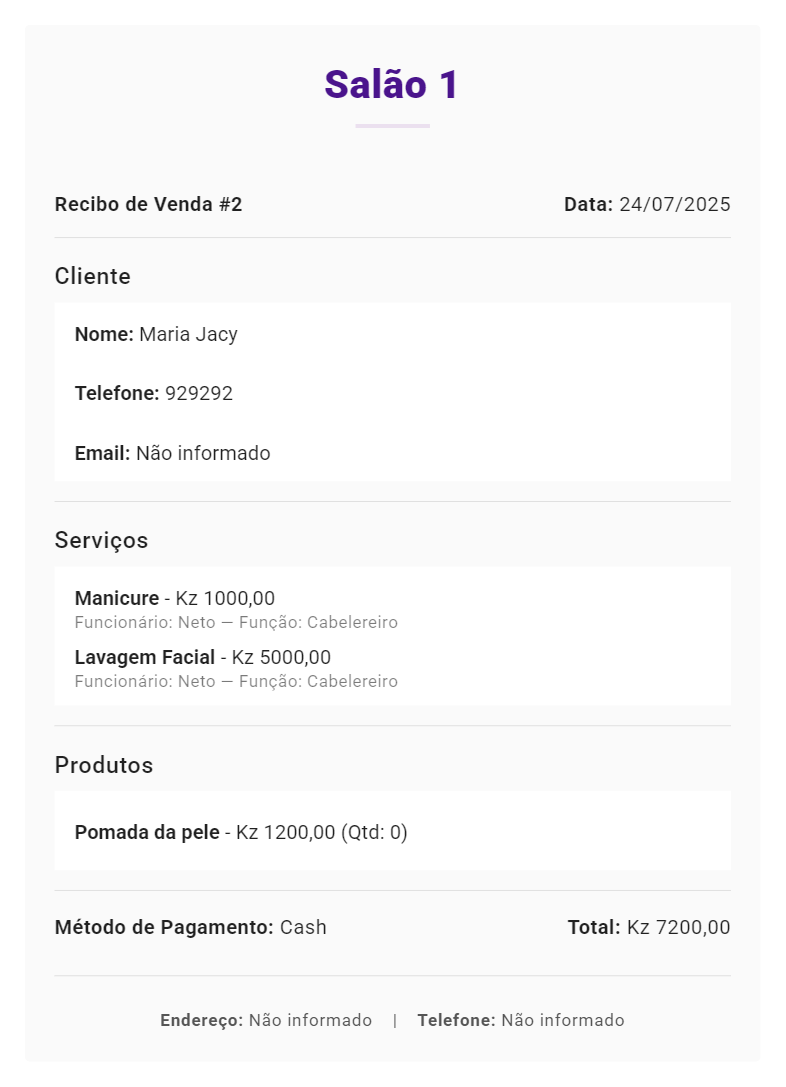 Salão 1
Recibo de Venda #2 Data: 24/07/2025
Cliente
Nome: Maria Jacy
Telefone: 929292
Email: Não informado
Serviços
Manicure - Kz 1000,00
Funcionário: Neto — Função: Cabelereiro
Lavagem Facial - Kz 5000,00
Funcionário: Neto — Função: Cabelereiro
Produtos
Pomada da pele - Kz 1200,00 (Qtd: 0)
Método de Pagamento: Cash Total: Kz 7200,00
Endereço: Não informado | Telefone: Não informado